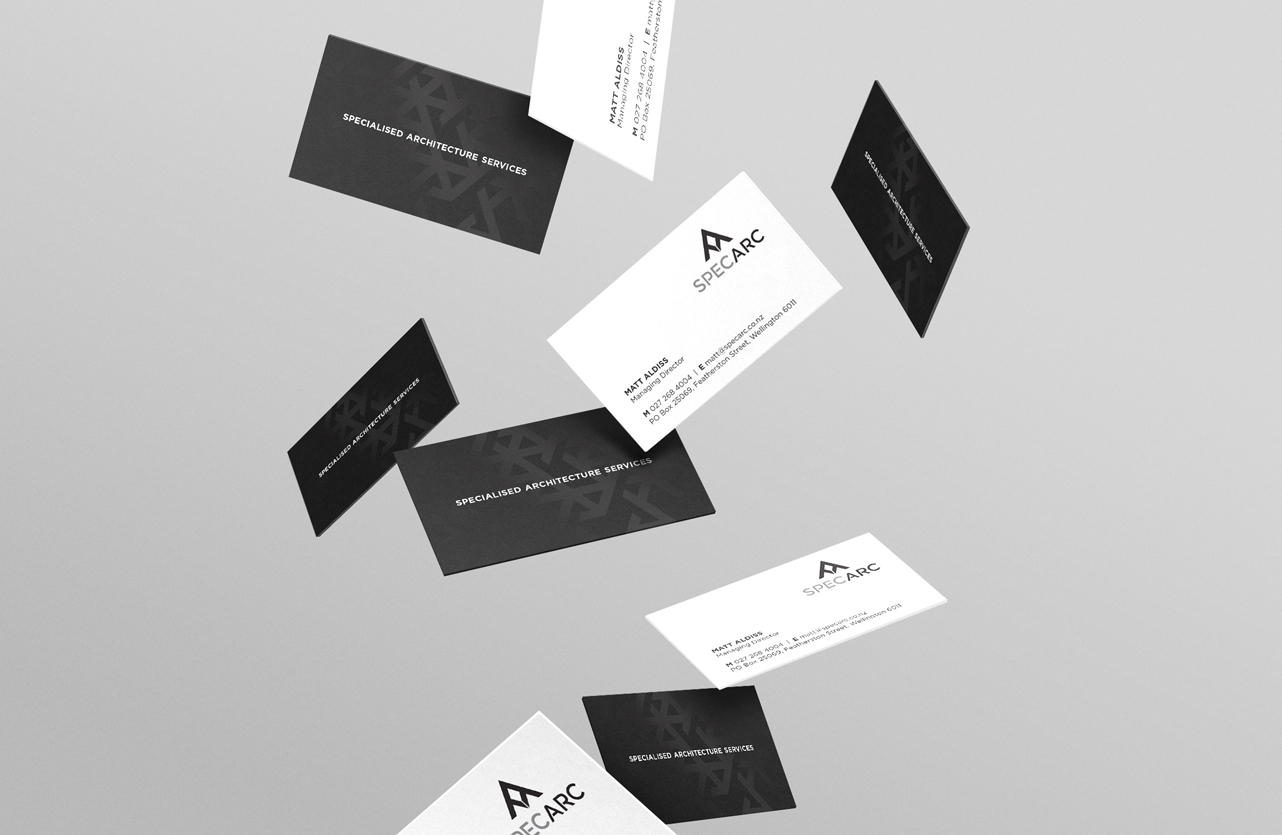 SPECIALISED ARCHITECTURE SERVICES
MATT ALDISS
Managing Director
M 027 268 4004 | E matt
PO Box 25069, Featherston
SPECIALISED ARCHITECTURE SERVICES
SPECARC
MATT ALDISS
Managing Director
M 027 268 4004 | E matt@specarc.co.nz
PO Box 25069, Featherston Street, Wellington 6011
SPECIALISED ARCHITECTURE SERVICES
SPECIALISED ARCHITECTURE SERVICES
SPECARC
MATT ALDISS
Managing Director
M 027 268 4004 | E matt@specarc.co.nz
PO Box 25069, Featherston Street, Wellington 6011
SPECIALISED ARCHITECTURE SERVICES
SPECARC